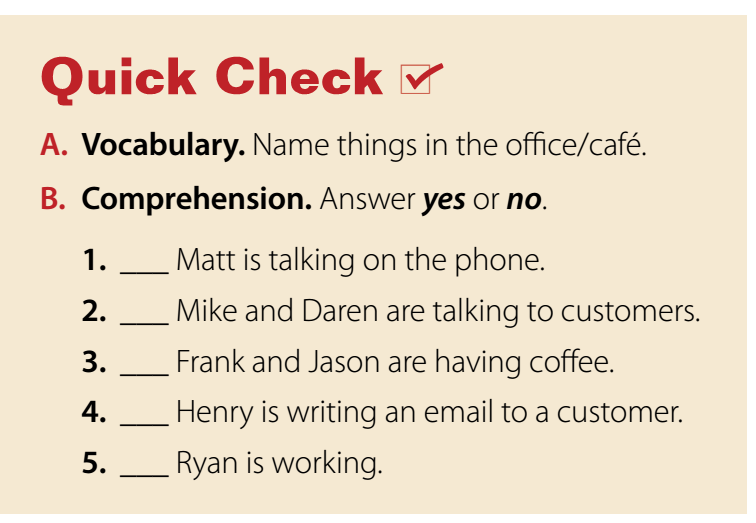 Quick Check
A. Vocabulary. Name things in the office/café.
B. Comprehension. Answer yes or no.
1. ___ Matt is talking on the phone.
2. ___ Mike and Daren are talking to customers.
3. ___ Frank and Jason are having coffee.
4. ___ Henry is writing an email to a customer.
5. ___ Ryan is working.